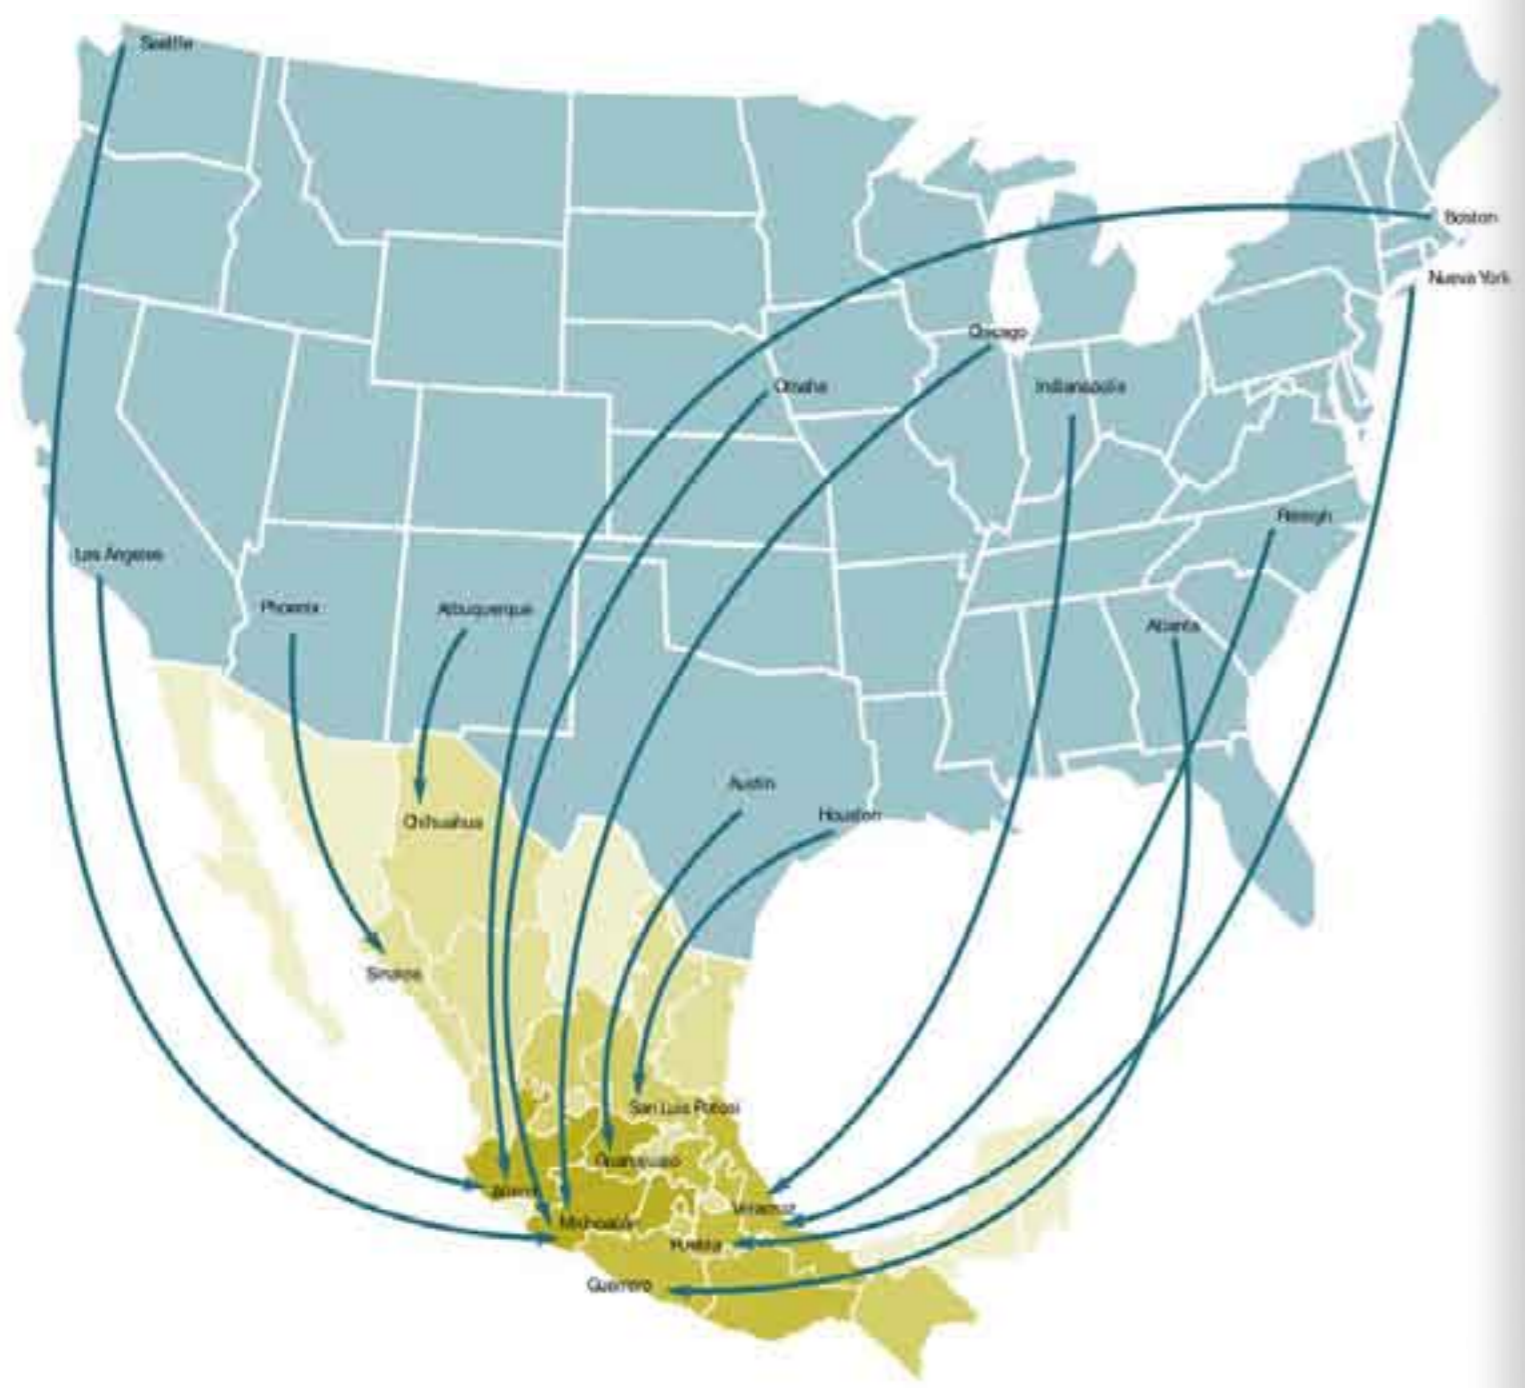 Seattle
Boston
Nueva York
Chicago
Omaha
Indianapolis
Raleigh
Los Angeles
Phoenix
Albuquerque
Atlanta
Austin
Houston
Chihuahua
Sinaloa
San Luis Potosí
Guanajuato
Jalisco
Veracruz
Michoacán
Puebla
Guerrero